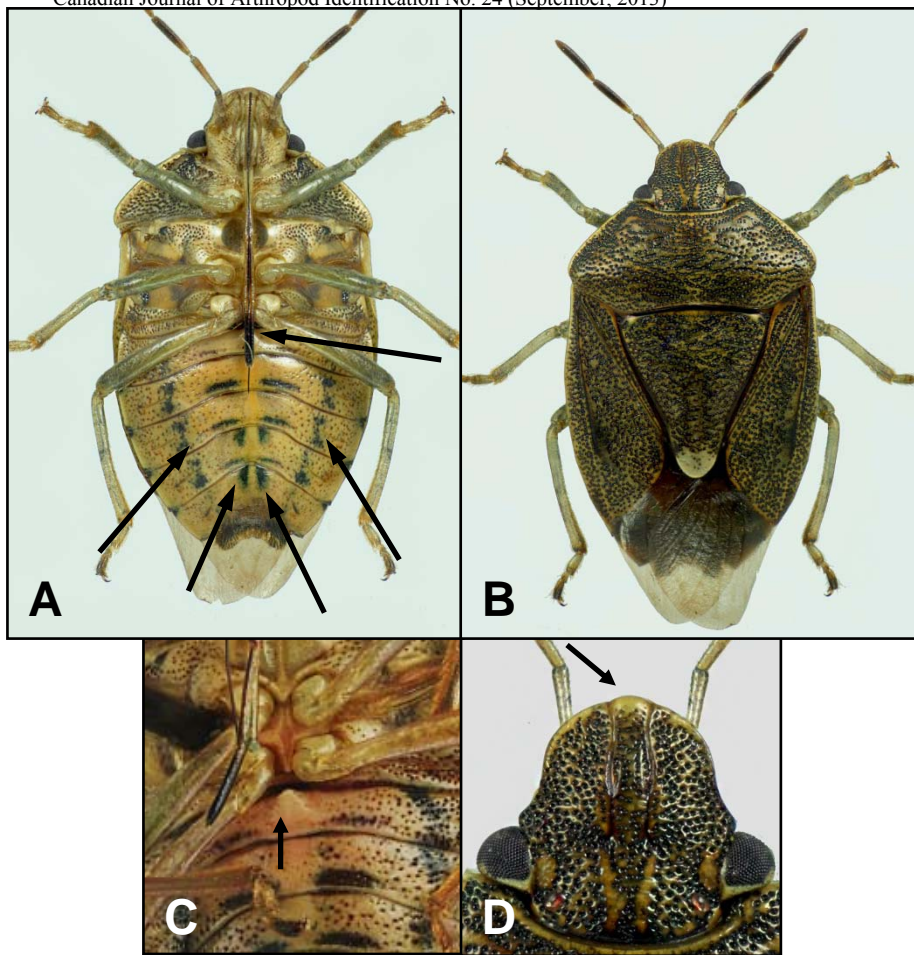 Canadian Journal of Arthropod Identification No. 24 (September, 2013)
A
B
C
D